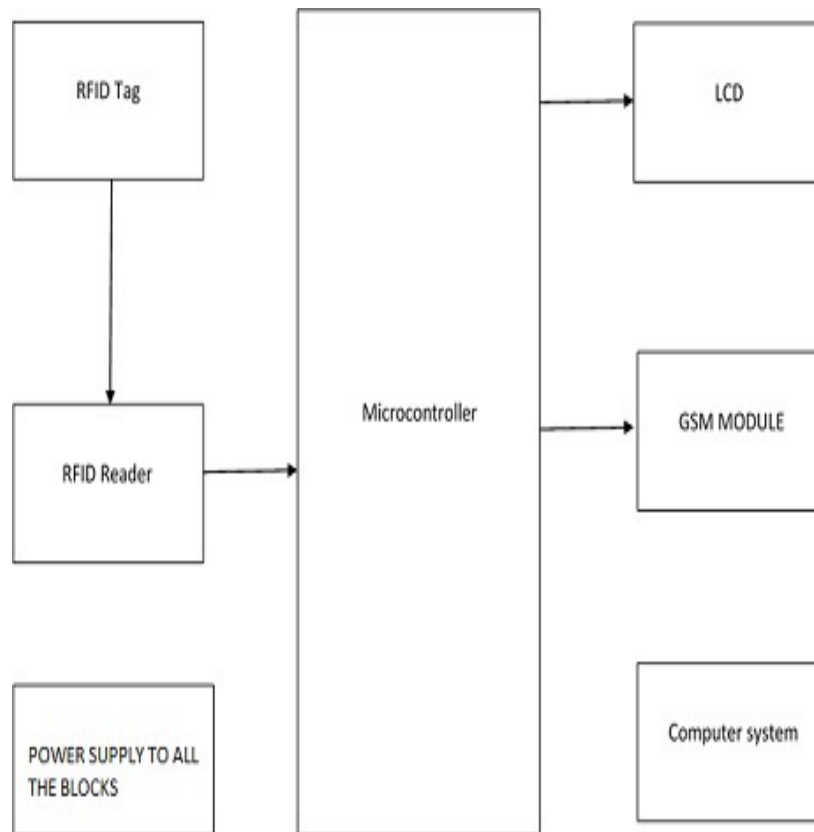 RFID Tag
LCD
Microcontroller
GSM MODULE
RFID Reader
POWER SUPPLY TO ALL
THE BLOCKS
Computer system